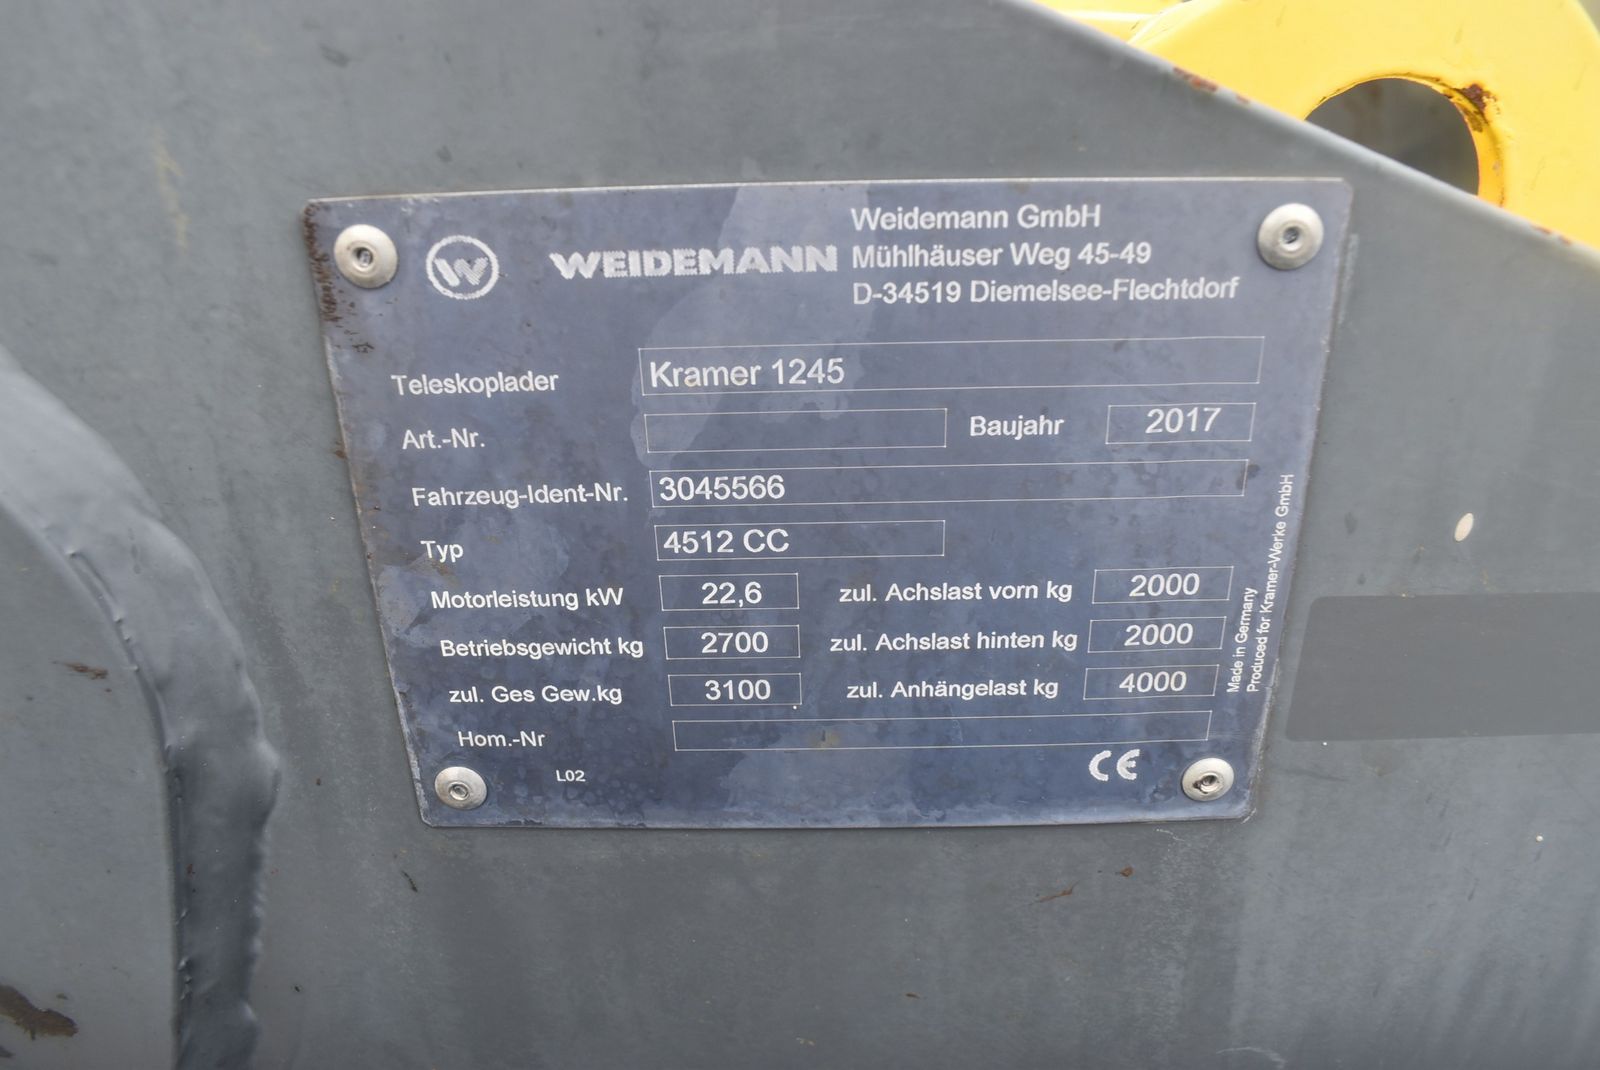 W WEIDEMANN
Weidemann GmbH
Mühlhäuser Weg 45-49
D-34519 Diemelsee-Flechtdorf
Teleskoplader Kramer 1245
Art.-Nr. Baujahr 2017
Fahrzeug-Ident-Nr. 3045566
Typ 4512 CC
Motorleistung kW 22,6 zul. Achslast vorn kg 2000
Betriebsgewicht kg 2700 zul. Achslast hinten kg 2000
zul. Ges Gew.kg 3100 zul. Anhängelast kg 4000
Hom.-Nr
L02 CE
Made in Germany
Produced for Kramer-Werke GmbH